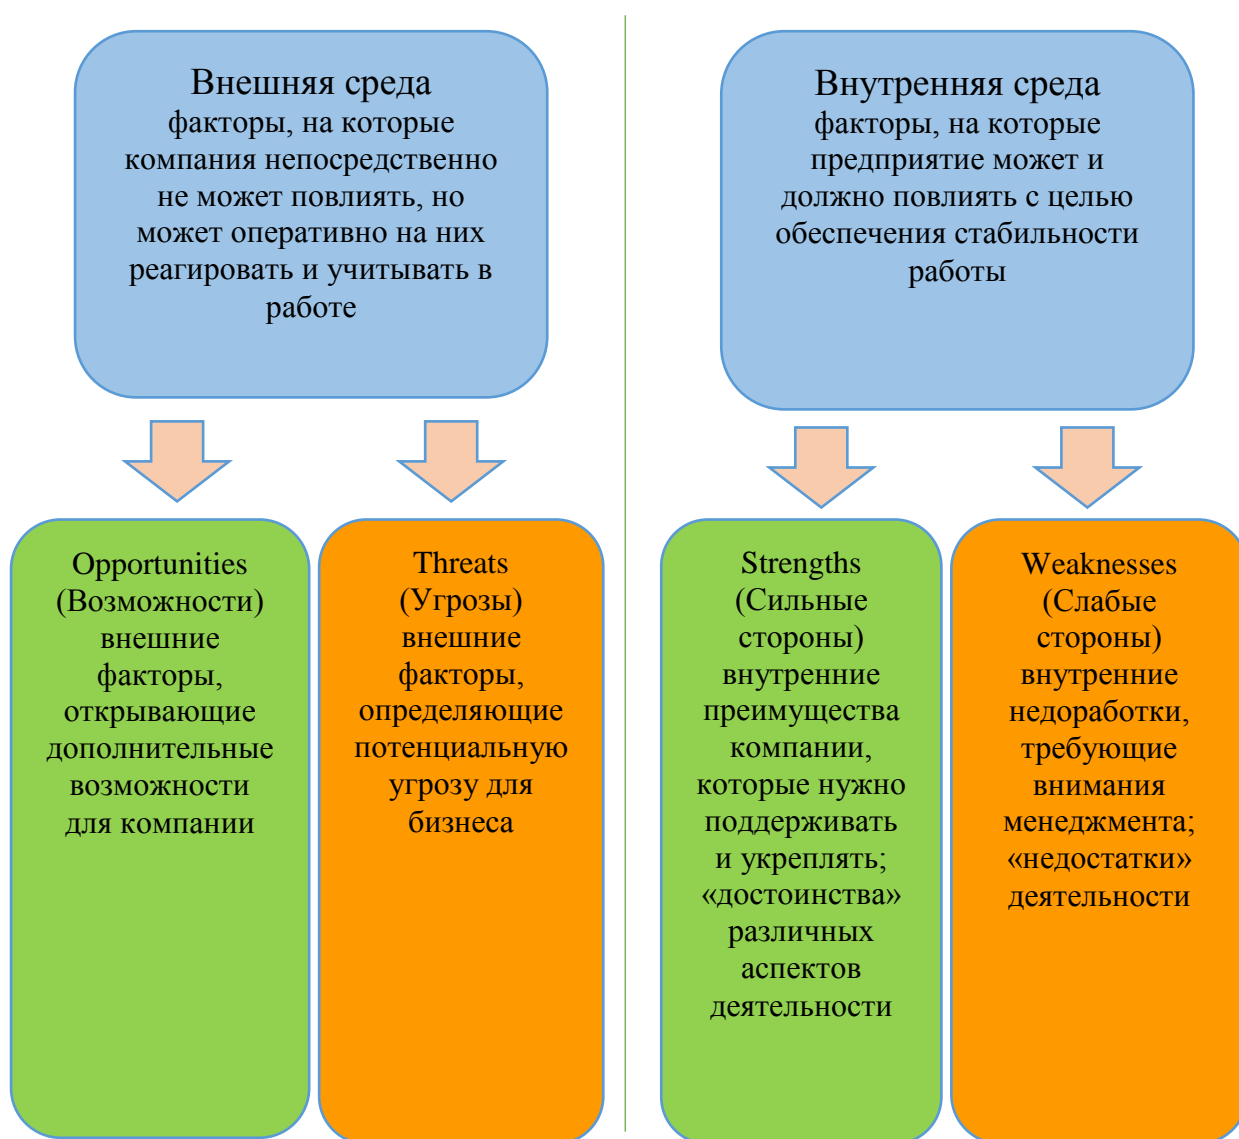 Внешняя среда
факторы, на которые
компания непосредственно
не может повлиять, но
может оперативно на них
реагировать и учитывать в
работе
Внутренняя среда
факторы, на которые
предприятие может и
должно повлиять с целью
обеспечения стабильности
работы
Opportunities
(Возможности)
внешние
факторы,
открывающие
дополнительные
возможности
для компании
Threats
(Угрозы)
внешние
факторы,
определяющие
потенциальную
угрозу для
бизнеса
Strengths
(Сильные
стороны)
внутренние
преимущества
компании,
которые нужно
поддерживать
и укреплять;
«достоинства»
различных
аспектов
деятельности
Weaknesses
(Слабые
стороны)
внутренние
недоработки,
требующие
внимания
менеджмента;
«недостатки»
деятельности